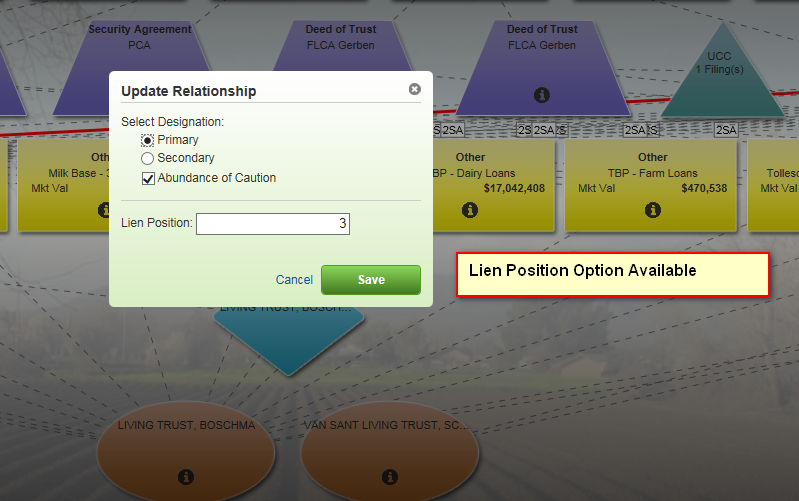 Security Agreement
PCA
Deed of Trust
FLCA Gerben
Deed of Trust
FLCA Gerben
UCC
1 Filing(s)
Update Relationship
Select Designation:
Primary
Secondary
Abundance of Caution
Lien Position: 3
Cancel Save
2SA
2SA
2SA
2SA
Oth
Milk Base - 3
Mkt Val
Other
BP - Dairy Loans
$17,042,408
Other
TBP - Farm Loans
Mkt Val $470,538
Tolles
Mkt Val
Lien Position Option Available
LIVING TRUST, BOSCH...
LIVING TRUST, BOSCHMA
VAN SANT LIVING TRUST, SC...